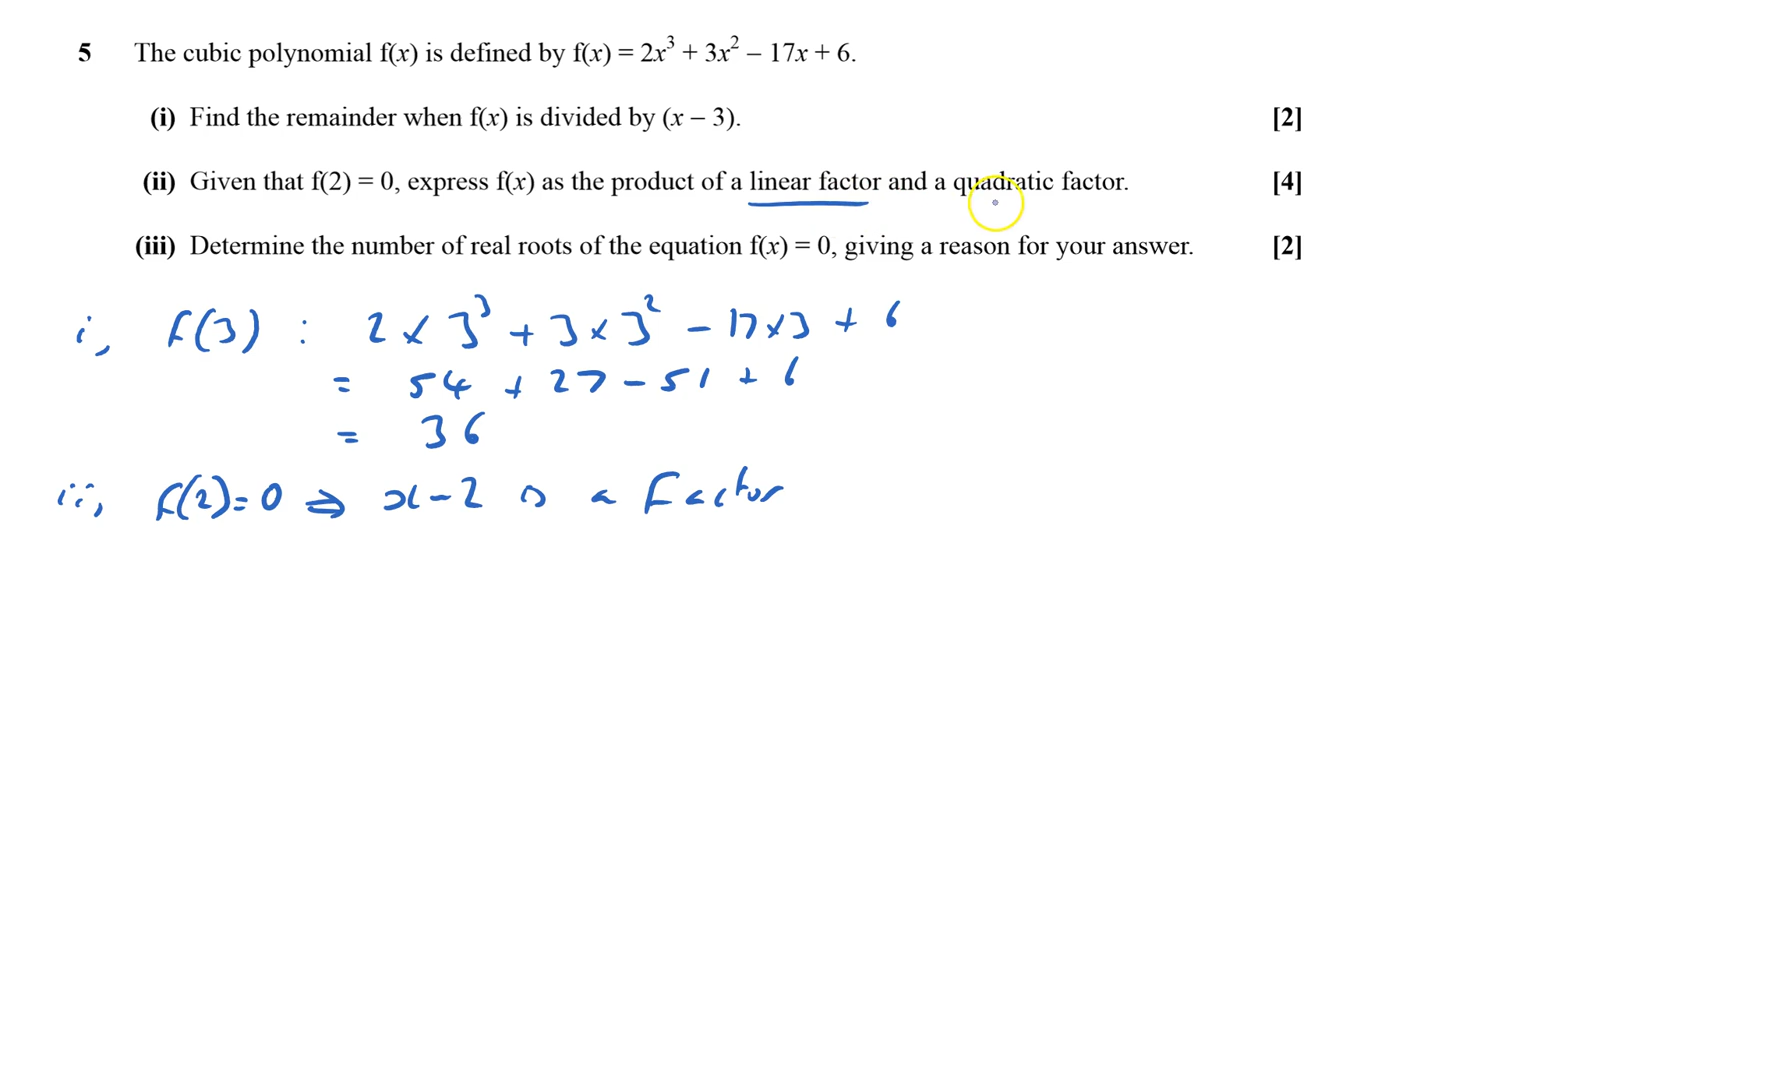 5 The cubic polynomial f(x) is defined by f(x) = 2x³ + 3x² – 17x + 6.
(i) Find the remainder when f(x) is divided by (x – 3). [2]
(ii) Given that f(2) = 0, express f(x) as the product of a linear factor and a quadratic factor. [4]
(iii) Determine the number of real roots of the equation f(x) = 0, giving a reason for your answer. [2]
i, f(3) : 2 × 3³ + 3 × 3² – 17×3 + 6
= 54 + 27 – 51 + 6
= 36
ii, f(2)=0 ⇒ x–2 is a factor